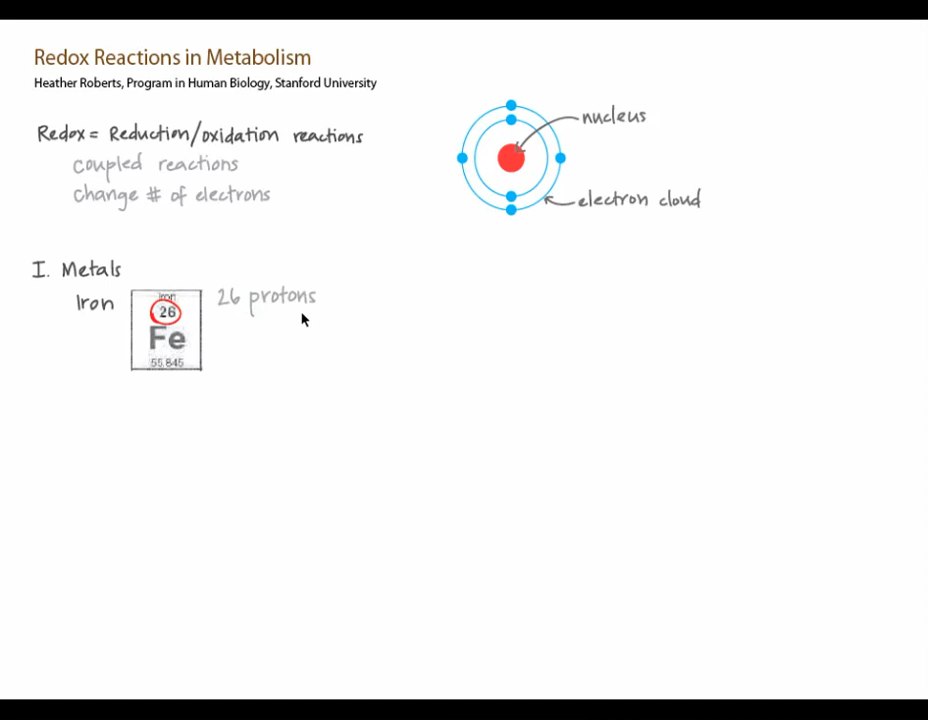 Redox Reactions in Metabolism
Heather Roberts, Program in Human Biology, Stanford University
Redox = Reduction/oxidation reactions
coupled reactions
change # of electrons
nucleus
electron cloud
I. Metals
Iron
Iron
26
Fe
55.845
26 protons